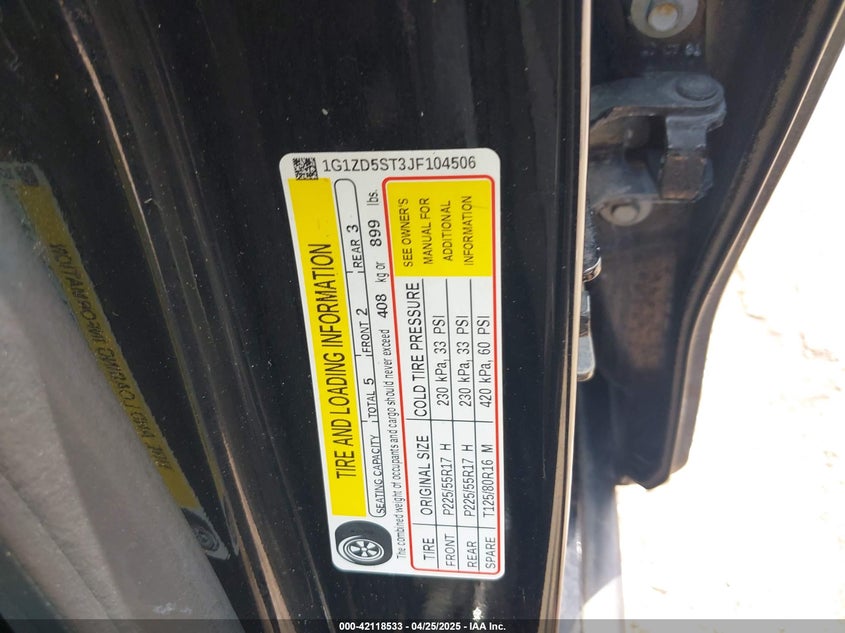 1G1ZD5ST3JF104506
TIRE AND LOADING INFORMATION
SEATING CAPACITY TOTAL 5 FRONT 2 REAR 3
The combined weight of occupants and cargo should never exceed 408 kg or 899 lbs.
TIRE ORIGINAL SIZE COLD TIRE PRESSURE SEE OWNER'S
FRONT P225/55R17 H 230 kPa, 33 PSI MANUAL FOR
REAR P225/55R17 H 230 kPa, 33 PSI ADDITIONAL
SPARE T125/80R16 M 420 kPa, 60 PSI INFORMATION
000-42118533 / 04/25/2025 — IAA Inc.